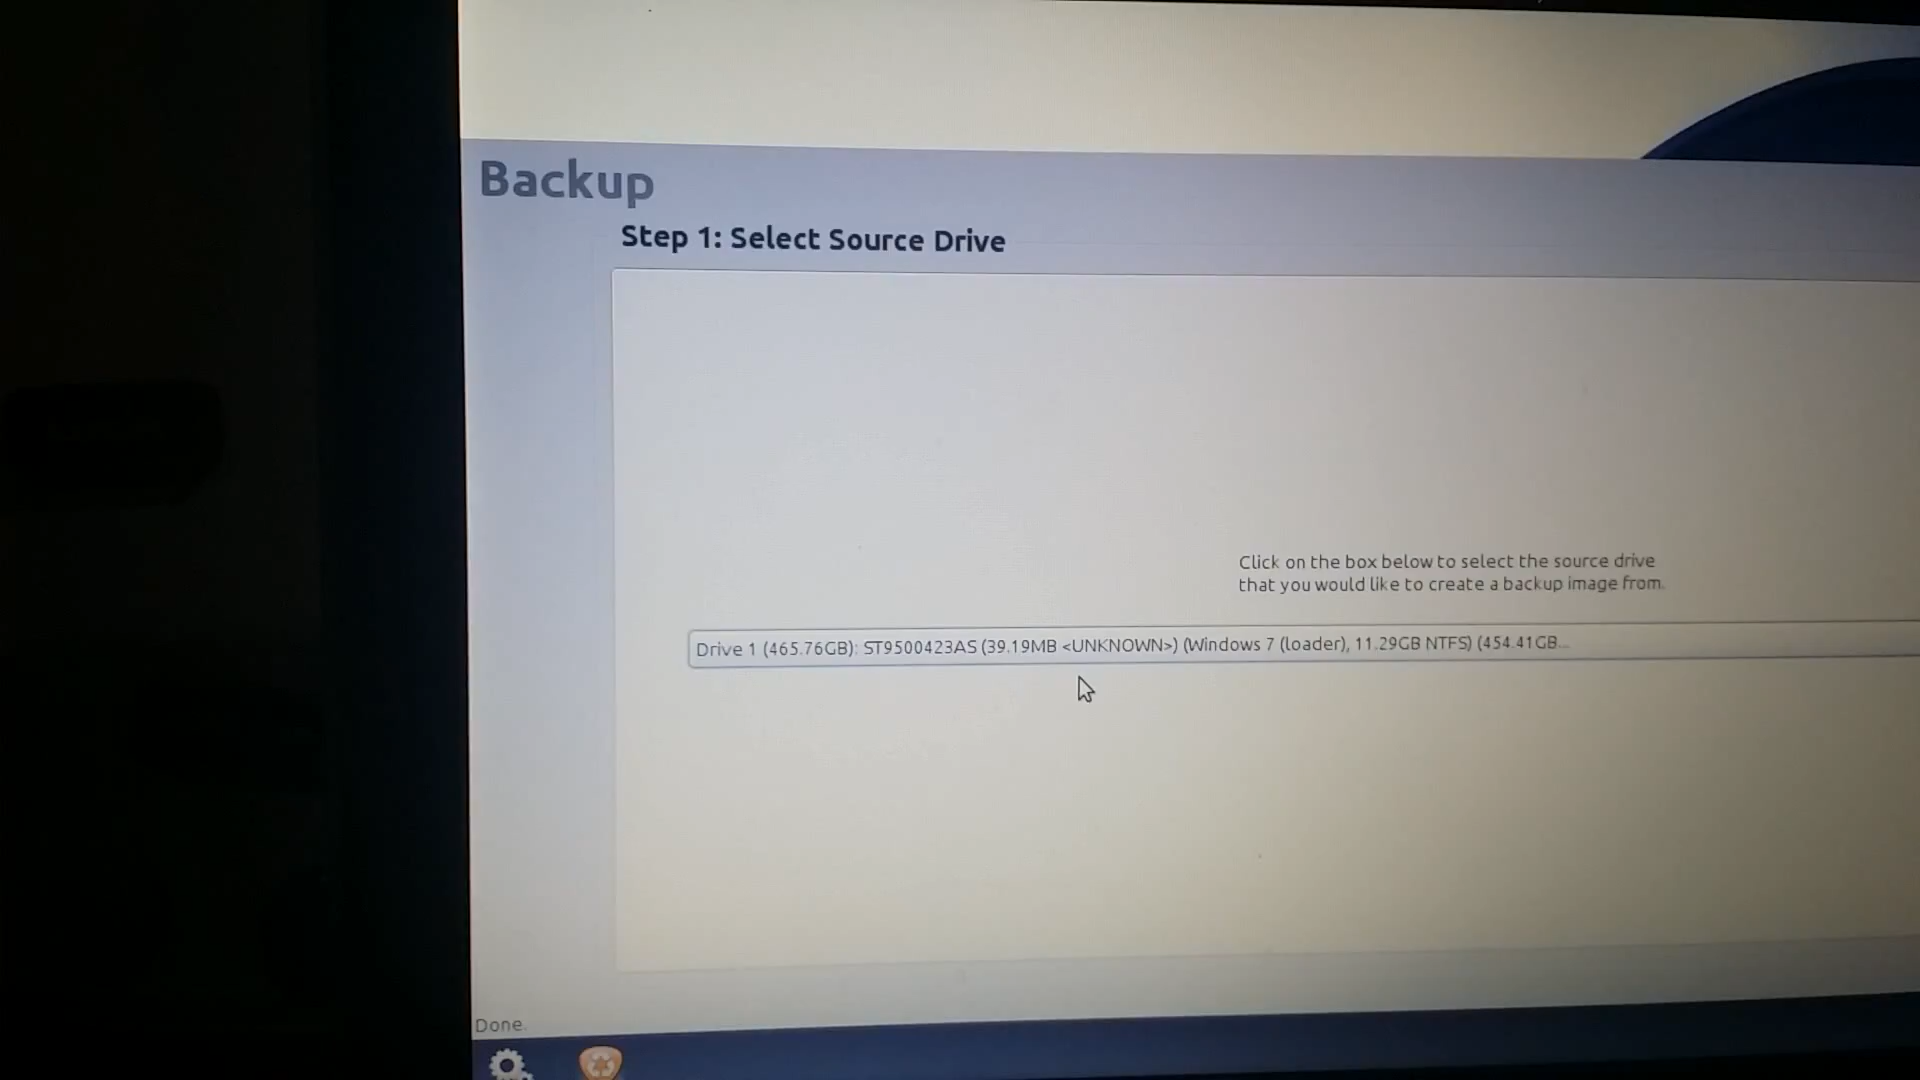 Backup
Step 1: Select Source Drive
Click on the box below to select the source drive
that you would like to create a backup image from.
Drive 1 (465.76GB): ST9500423AS (39.19MB <UNKNOWN>) (Windows 7 (loader), 11.29GB NTFS) (454.41GB...
Done.